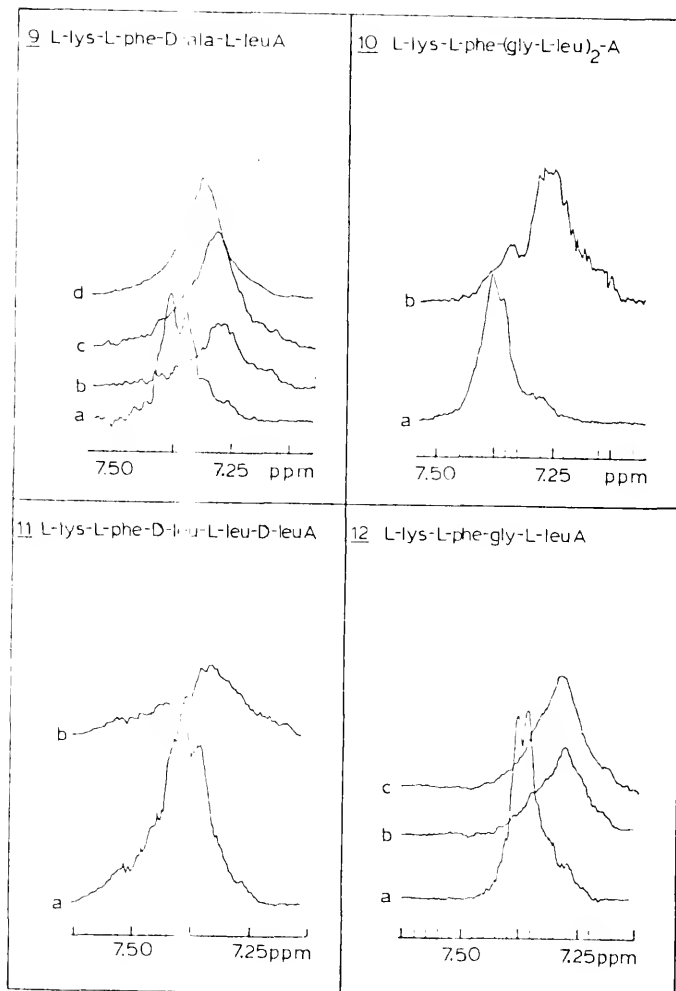 9 L-lys-L-phe-D-ala-L-leuA
d
c
b
a
7.50 7.25 ppm
10 L-lys-L-phe-(gly-L-leu)2-A
b
a
7.50 7.25 ppm
11 L-lys-L-phe-D-leu-L-leu-D-leuA
b
a
7.50 7.25ppm
12 L-lys-L-phe-gly-L-leuA
c
b
a
7.50 7.25ppm